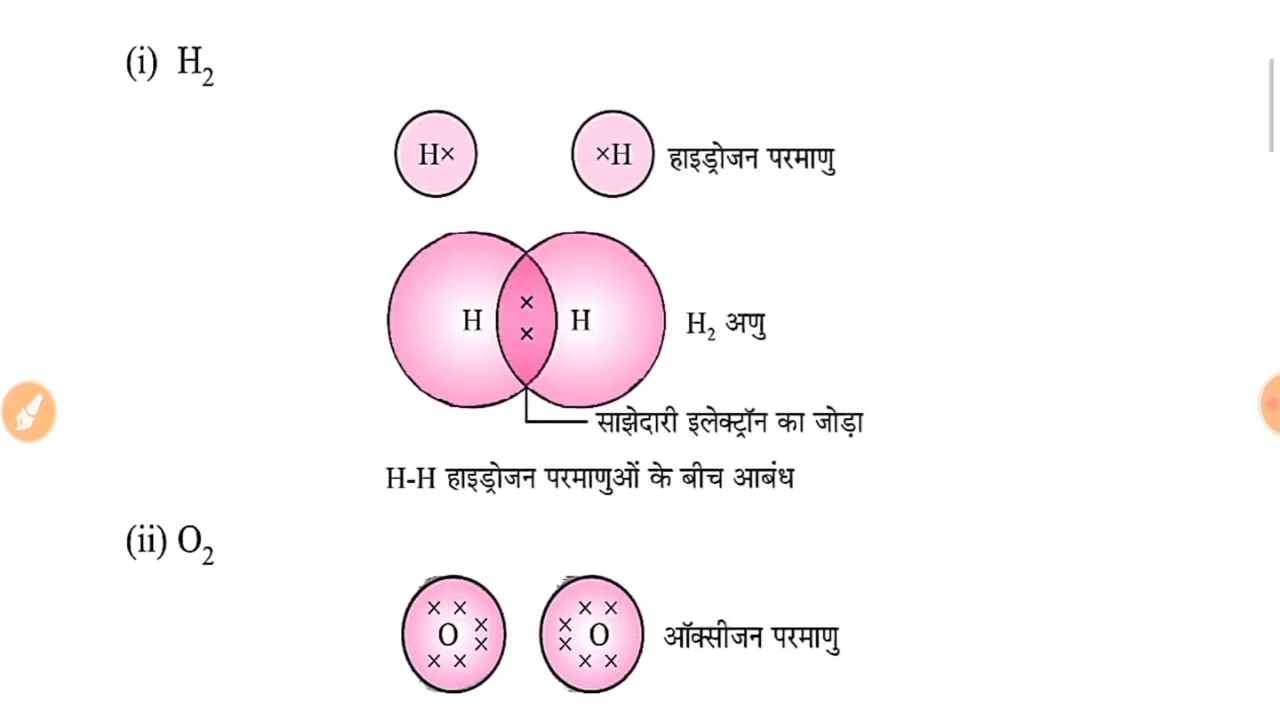 (i) H₂
H× ×H हाइड्रोजन परमाणु
H × × H H₂ अणु
साझेदारी इलेक्ट्रॉन का जोड़ा
H-H हाइड्रोजन परमाणुओं के बीच आबंध
(ii) O₂
×× O ×× ×× ×× ×× O ×× ऑक्सीजन परमाणु